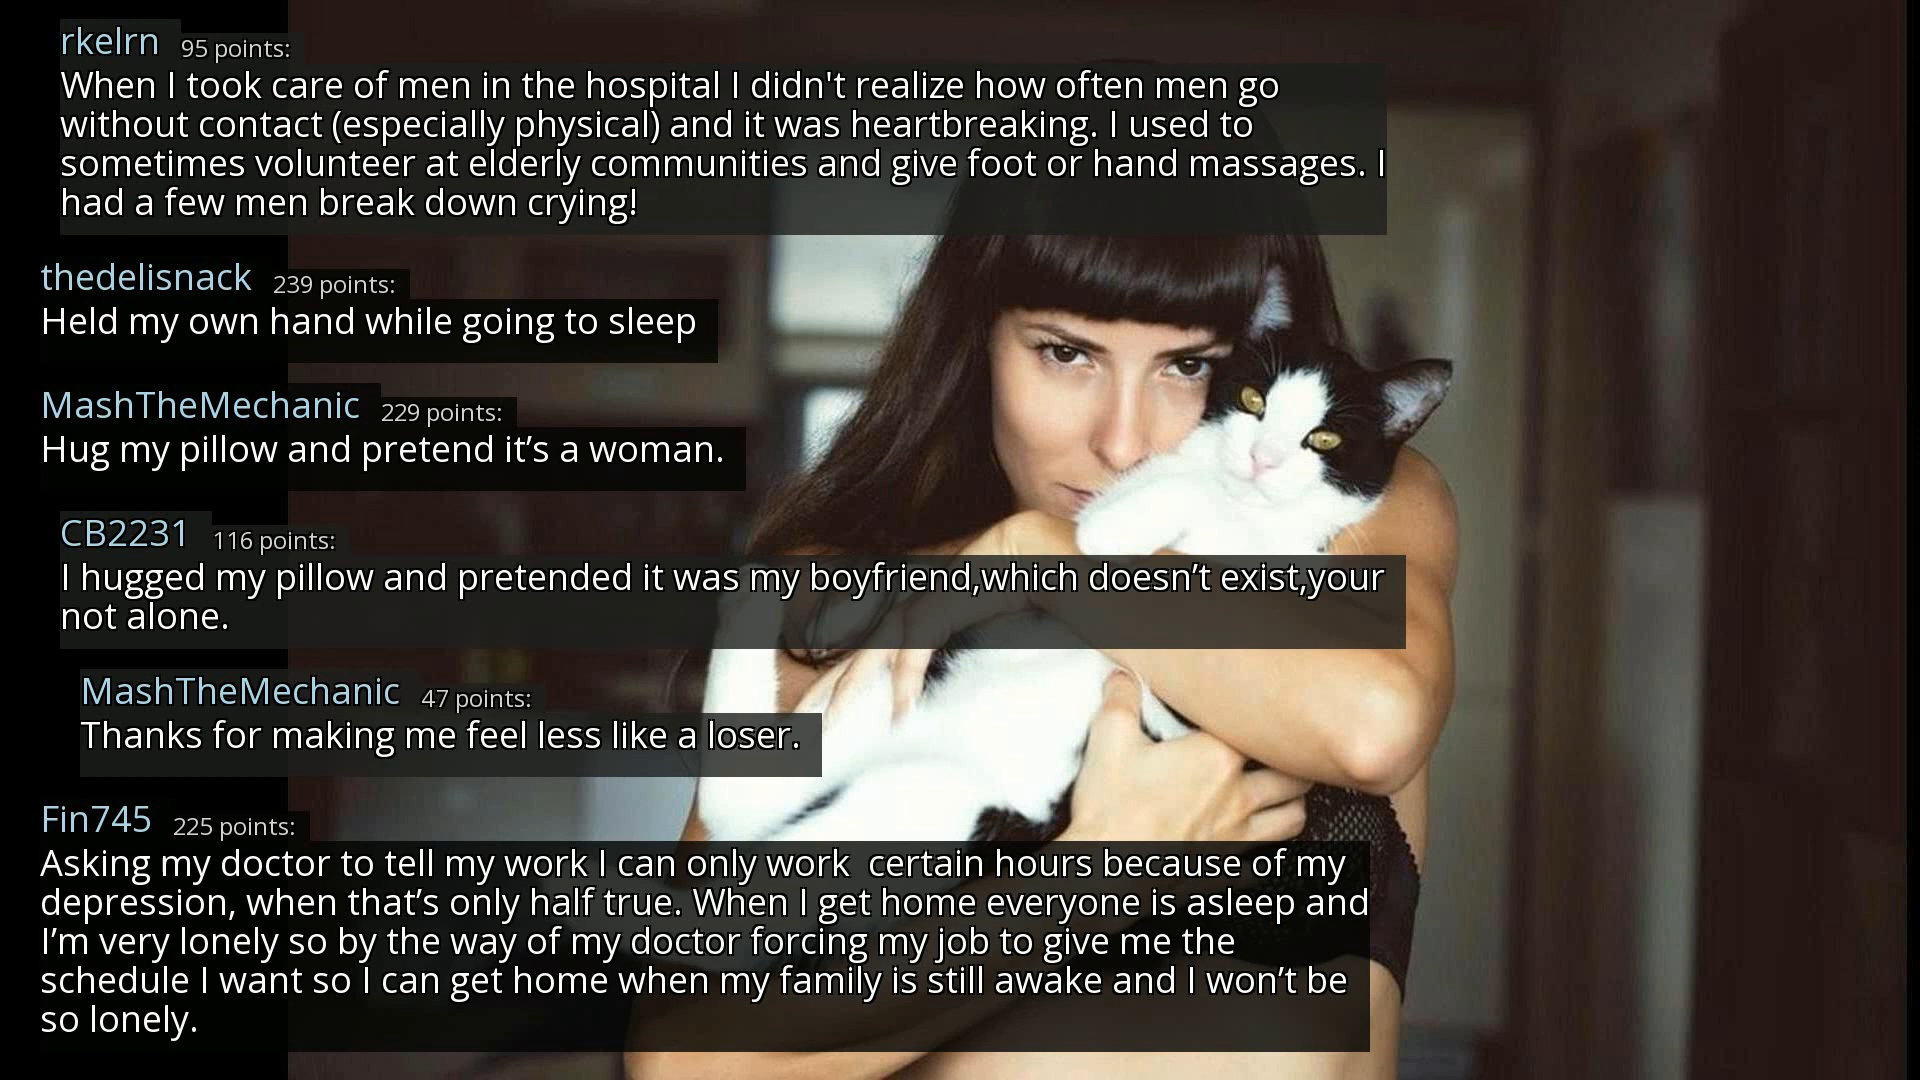 rkelrn 95 points:
When I took care of men in the hospital I didn't realize how often men go
without contact (especially physical) and it was heartbreaking. I used to
sometimes volunteer at elderly communities and give foot or hand massages. I
had a few men break down crying!
thedelisnack 239 points:
Held my own hand while going to sleep
MashTheMechanic 229 points:
Hug my pillow and pretend it’s a woman.
CB2231 116 points:
I hugged my pillow and pretended it was my boyfriend,which doesn’t exist,your
not alone.
MashTheMechanic 47 points:
Thanks for making me feel less like a loser.
Fin745 225 points:
Asking my doctor to tell my work I can only work  certain hours because of my
depression, when that’s only half true. When I get home everyone is asleep and
I’m very lonely so by the way of my doctor forcing my job to give me the
schedule I want so I can get home when my family is still awake and I won’t be
so lonely.